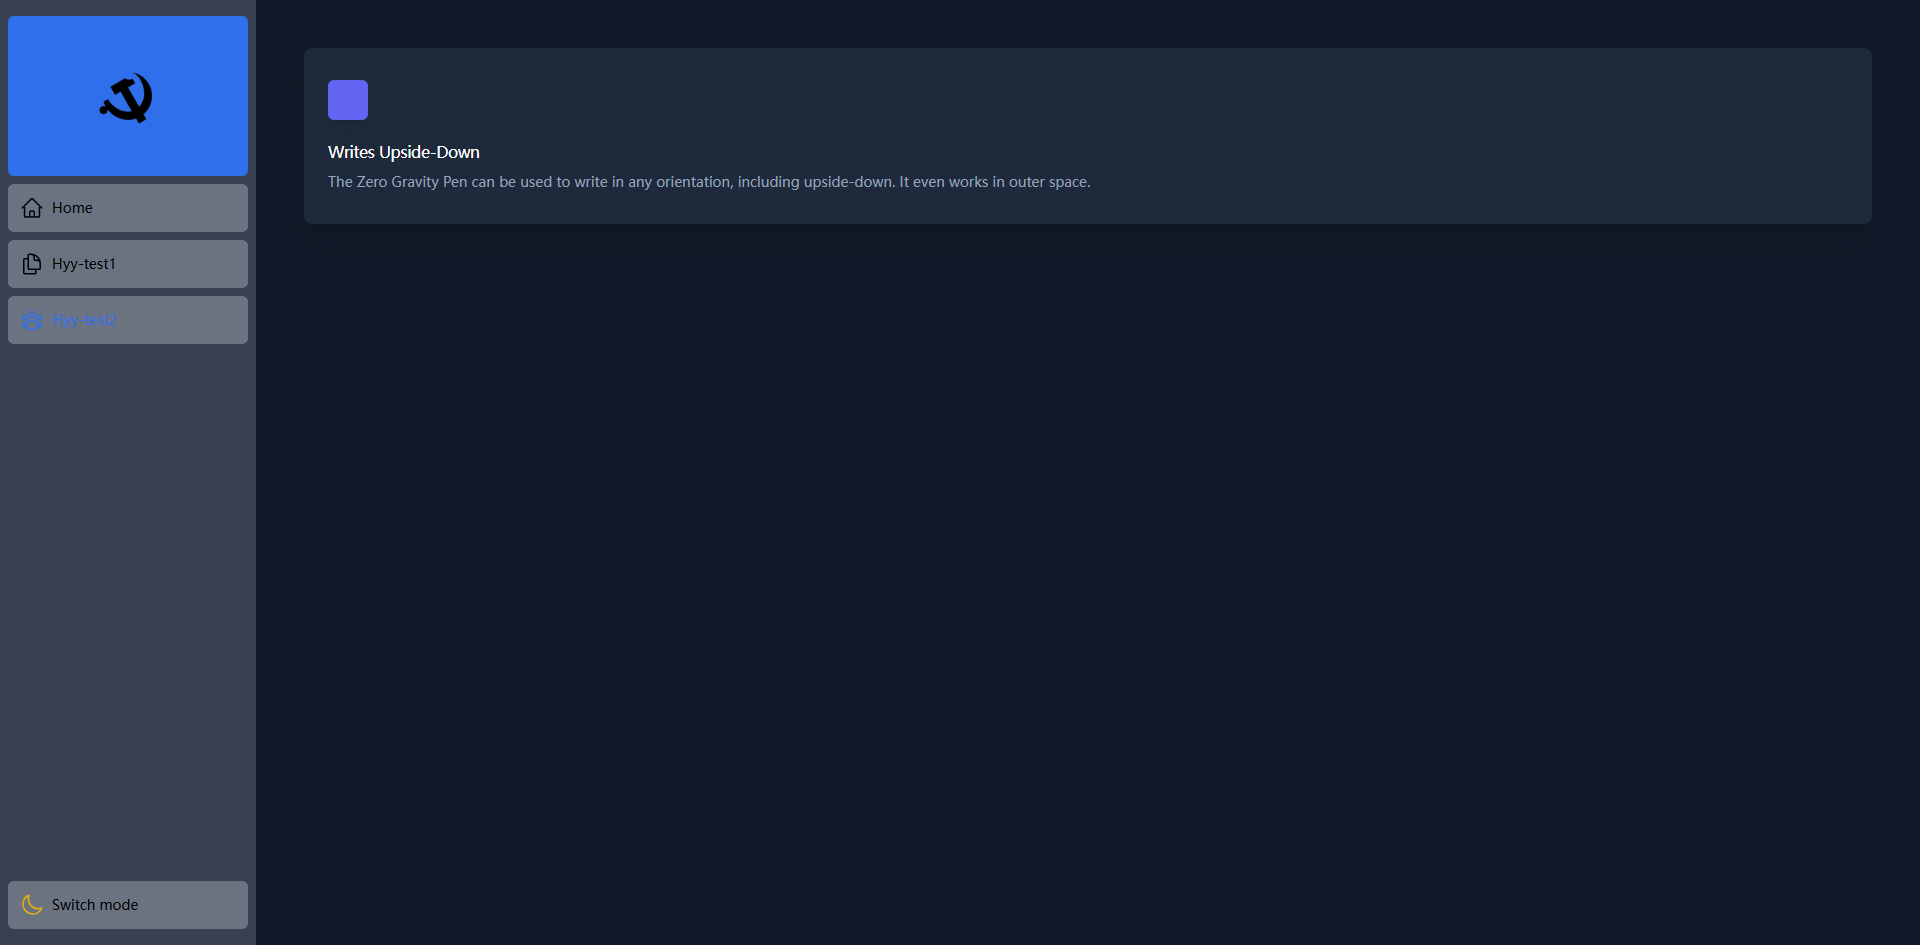 Home
Hyy-test1
Hyy-test2
Switch mode
Writes Upside-Down
The Zero Gravity Pen can be used to write in any orientation, including upside-down. It even works in outer space.